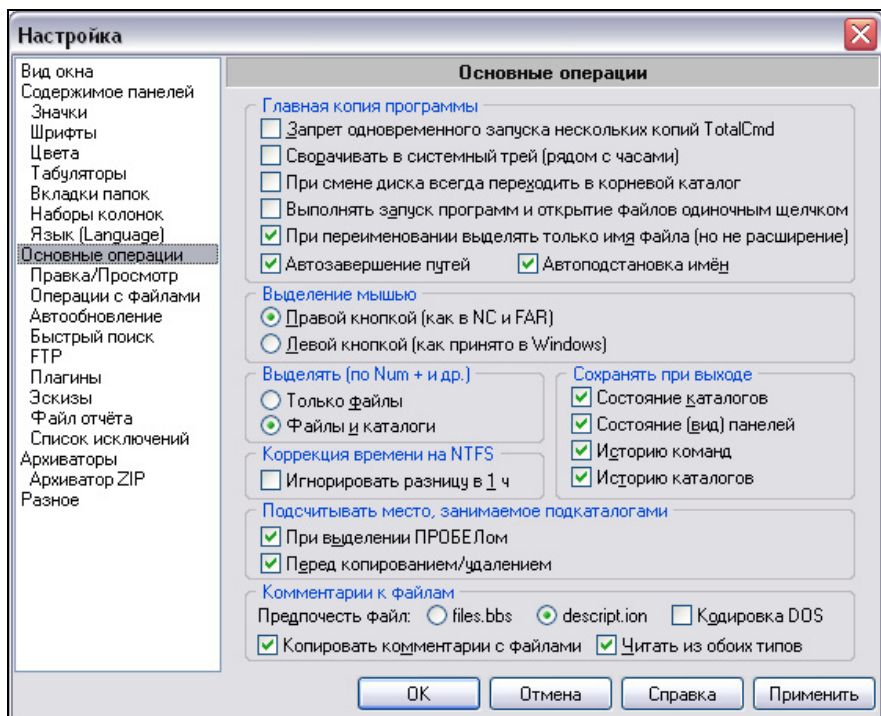 Настройка
Вид окна
Содержимое панелей
Значки
Шрифты
Цвета
Табуляторы
Вкладки папок
Наборы колонок
Язык (Language)
Основные операции
Правка/Просмотр
Операции с файлами
Автообновление
Быстрый поиск
FTP
Плагины
Эскизы
Файл отчёта
Список исключений
Архиваторы
Архиватор ZIP
Разное
Основные операции
Главная копия программы
Запрет одновременного запуска нескольких копий TotalCmd
Сворачивать в системный трей (рядом с часами)
При смене диска всегда переходить в корневой каталог
Выполнять запуск программ и открытие файлов одиночным щелчком
При переименовании выделять только имя файла (но не расширение)
Автозавершение путей
Автоподстановка имён
Выделение мышью
Правой кнопкой (как в NC и FAR)
Левой кнопкой (как принято в Windows)
Выделять (по Num + и др.)
Только файлы
Файлы и каталоги
Сохранять при выходе
Состояние каталогов
Состояние (вид) панелей
Историю команд
Историю каталогов
Коррекция времени на NTFS
Игнорировать разницу в 1 ч
Подсчитывать место, занимаемое подкаталогами
При выделении ПРОБЕЛом
Перед копированием/удалением
Комментарии к файлам
Предпочесть файл: files.bbs descript.ion Кодировка DOS
Копировать комментарии с файлами Читать из обоих типов
OK Отмена Справка Применить